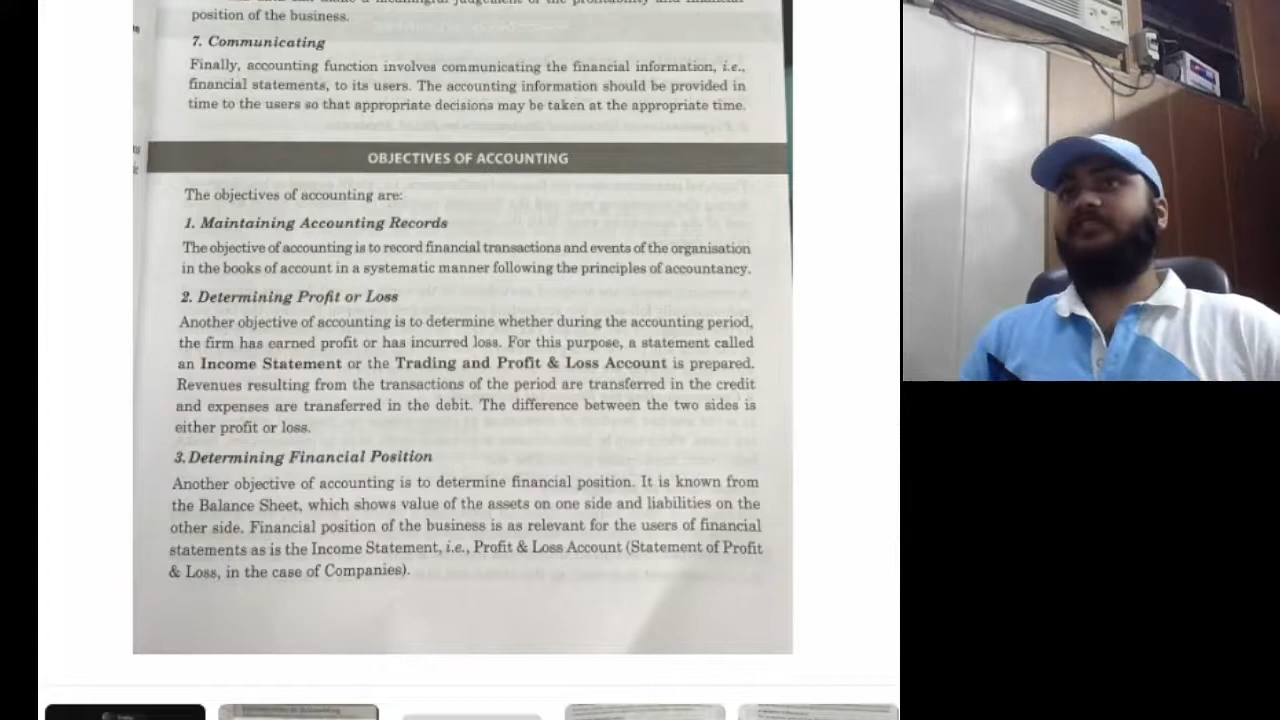 position of the business.
7. Communicating
Finally, accounting function involves communicating the financial information, i.e.,
financial statements, to its users. The accounting information should be provided in
time to the users so that appropriate decisions may be taken at the appropriate time.
OBJECTIVES OF ACCOUNTING
The objectives of accounting are:
1. Maintaining Accounting Records
The objective of accounting is to record financial transactions and events of the organisation
in the books of account in a systematic manner following the principles of accountancy.
2. Determining Profit or Loss
Another objective of accounting is to determine whether during the accounting period,
the firm has earned profit or has incurred loss. For this purpose, a statement called
an Income Statement or the Trading and Profit & Loss Account is prepared.
Revenues resulting from the transactions of the period are transferred in the credit
and expenses are transferred in the debit. The difference between the two sides is
either profit or loss.
3. Determining Financial Position
Another objective of accounting is to determine financial position. It is known from
the Balance Sheet, which shows value of the assets on one side and liabilities on the
other side. Financial position of the business is as relevant for the users of financial
statements as is the Income Statement, i.e., Profit & Loss Account (Statement of Profit
& Loss, in the case of Companies).